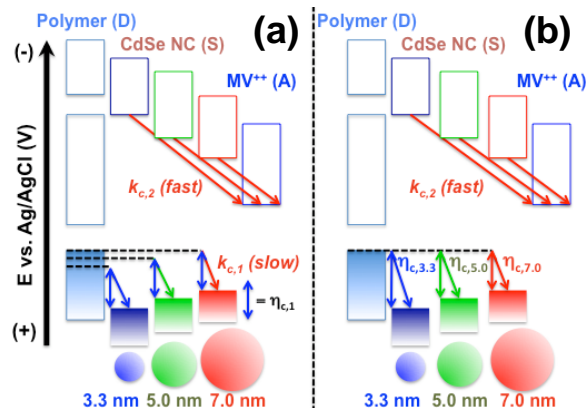 Polymer (D)
(a)
CdSe NC (S)
MV++ (A)
(-)
E vs. Ag/AgCl (V)
(+)
kc,2 (fast)
kc,1 (slow)
= ηc,1
3.3 nm 5.0 nm 7.0 nm
Polymer (D)
(b)
CdSe NC (S)
MV++ (A)
kc,2 (fast)
ηc,3.3 ηc,5.0 ηc,7.0
3.3 nm 5.0 nm 7.0 nm